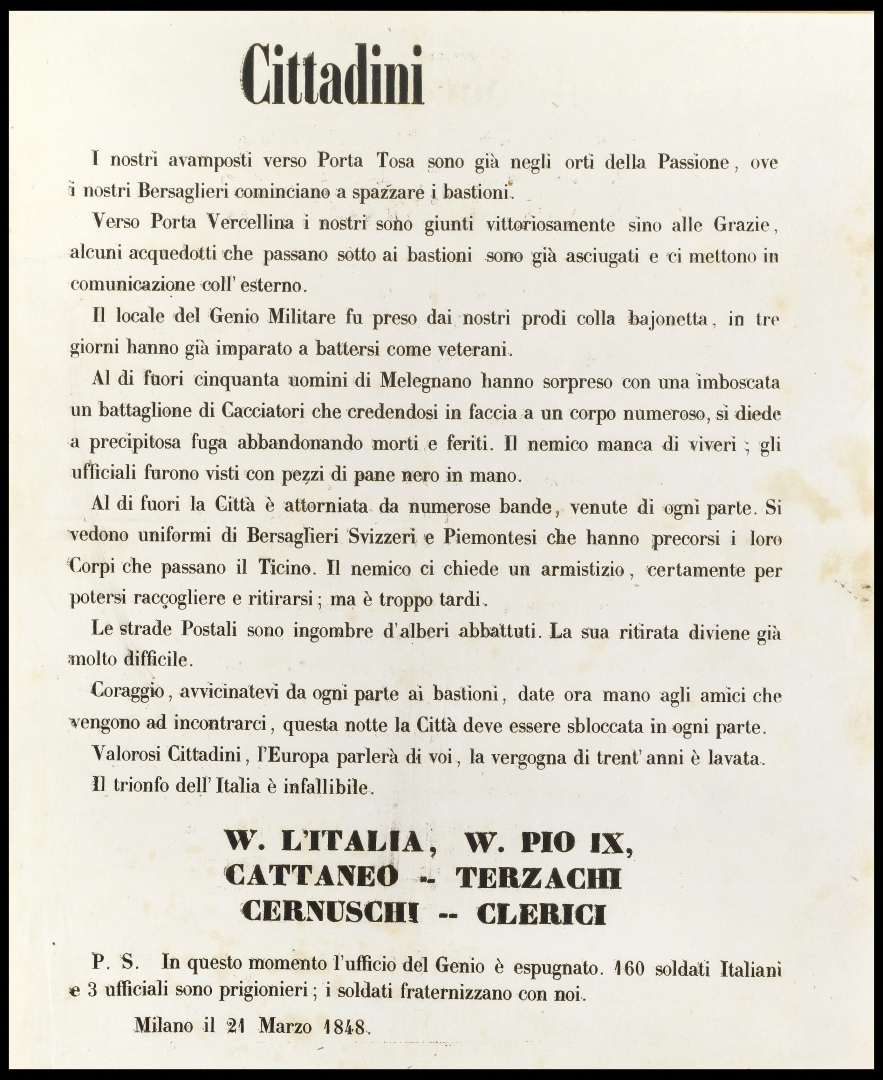 Cittadini
I nostri avamposti verso Porta Tosa sono già negli orti della Passione, ove
i nostri Bersaglieri cominciano a spazzare i bastioni.
Verso Porta Vercellina i nostri sono giunti vittoriosamente sino alle Grazie,
alcuni acquedotti che passano sotto ai bastioni sono già asciugati e ci mettono in
comunicazione coll' esterno.
Il locale del Genio Militare fu preso dai nostri prodi colla bajonetta, in tre
giorni hanno già imparato a battersi come veterani.
Al di fuori cinquanta uomini di Melegnano hanno sorpreso con una imboscata
un battaglione di Cacciatori che credendosi in faccia a un corpo numeroso, si diede
a precipitosa fuga abbandonando morti e feriti. Il nemico manca di viveri; gli
ufficiali furono visti con pezzi di pane nero in mano.
Al di fuori la Città è attorniata da numerose bande, venute di ogni parte. Si
vedono uniformi di Bersaglieri Svizzeri e Piemontesi che hanno precorsi i loro
Corpi che passano il Ticino. Il nemico ci chiede un armistizio, certamente per
potersi raccogliere e ritirarsi; ma è troppo tardi.
Le strade Postali sono ingombre d'alberi abbattuti. La sua ritirata diviene già
molto difficile.
Coraggio, avvicinatevi da ogni parte ai bastioni, date ora mano agli amici che
vengono ad incontrarci, questa notte la Città deve essere sbloccata in ogni parte.
Valorosi Cittadini, l'Europa parlerà di voi, la vergogna di trent' anni è lavata.
Il trionfo dell' Italia è infallibile.
W. L'ITALIA, W. PIO IX,
CATTANEO -- TERZACHI
CERNUSCHI -- CLERICI
P. S. In questo momento l'ufficio del Genio è espugnato. 160 soldati Italiani
e 3 ufficiali sono prigionieri; i soldati fraternizzano con noi.
Milano il 21 Marzo 1848.